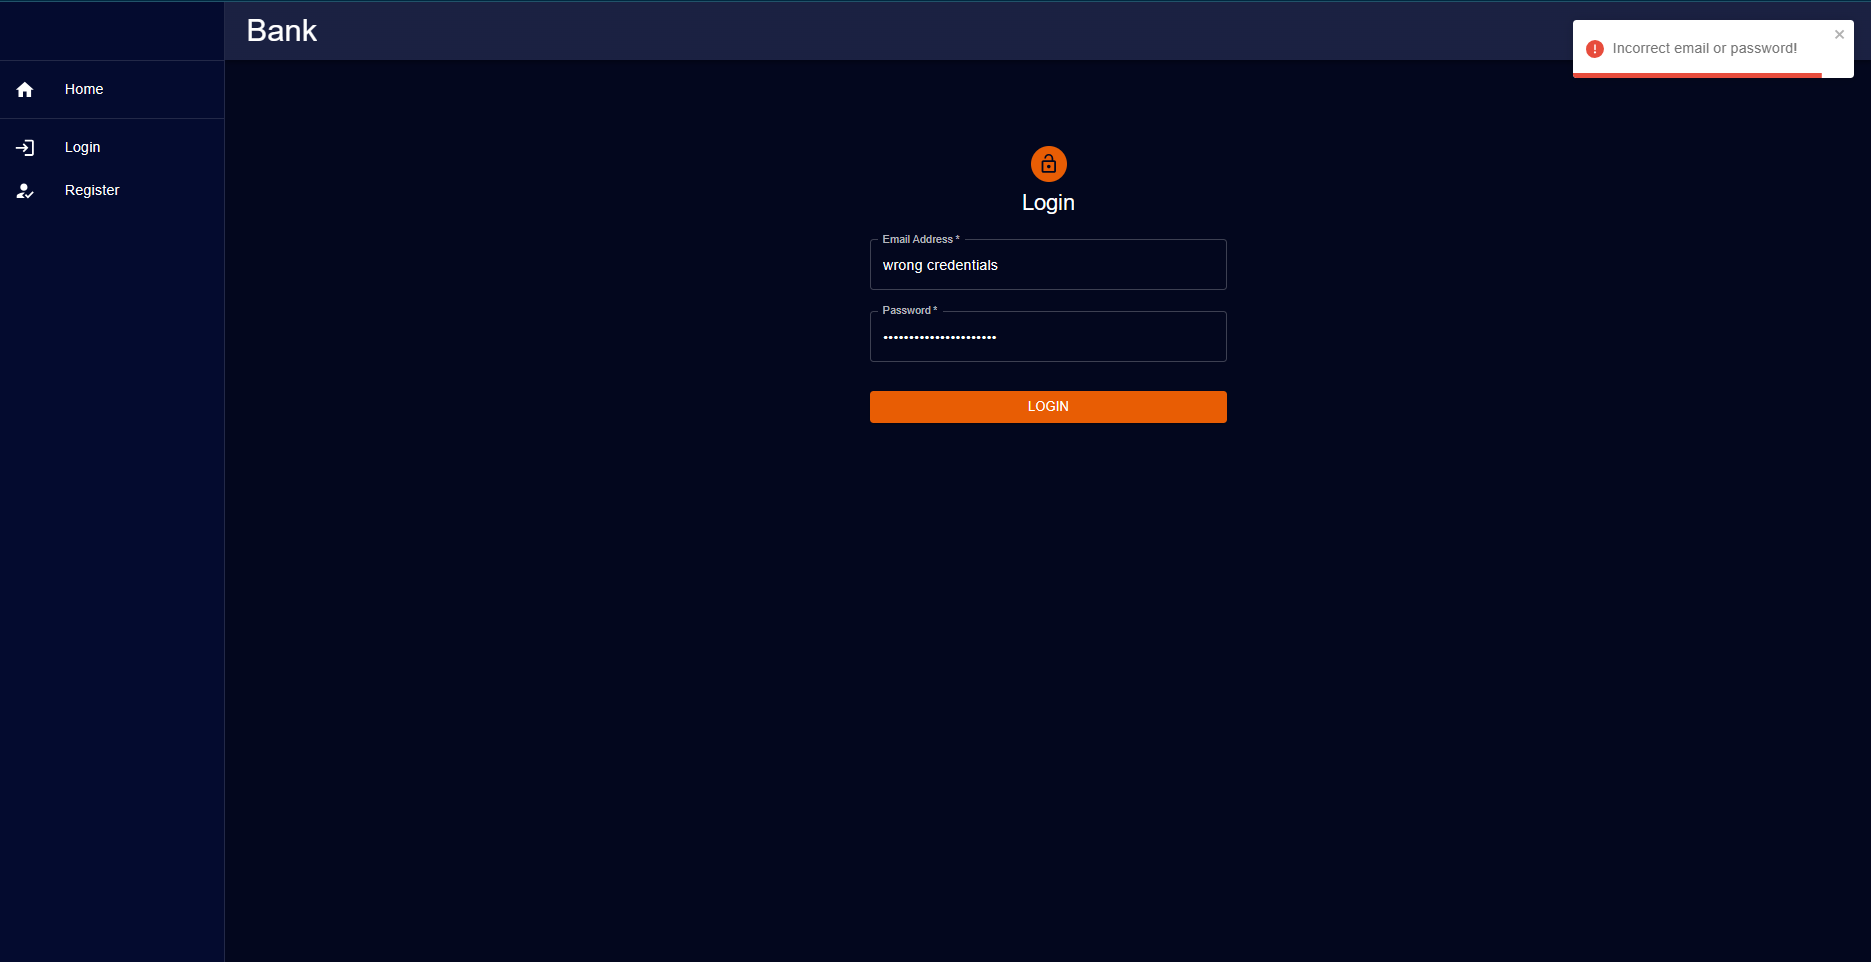 Bank
Incorrect email or password!
Home
Login
Register
Login
Email Address *
wrong credentials
Password *
••••••••••••••••••••••
LOGIN